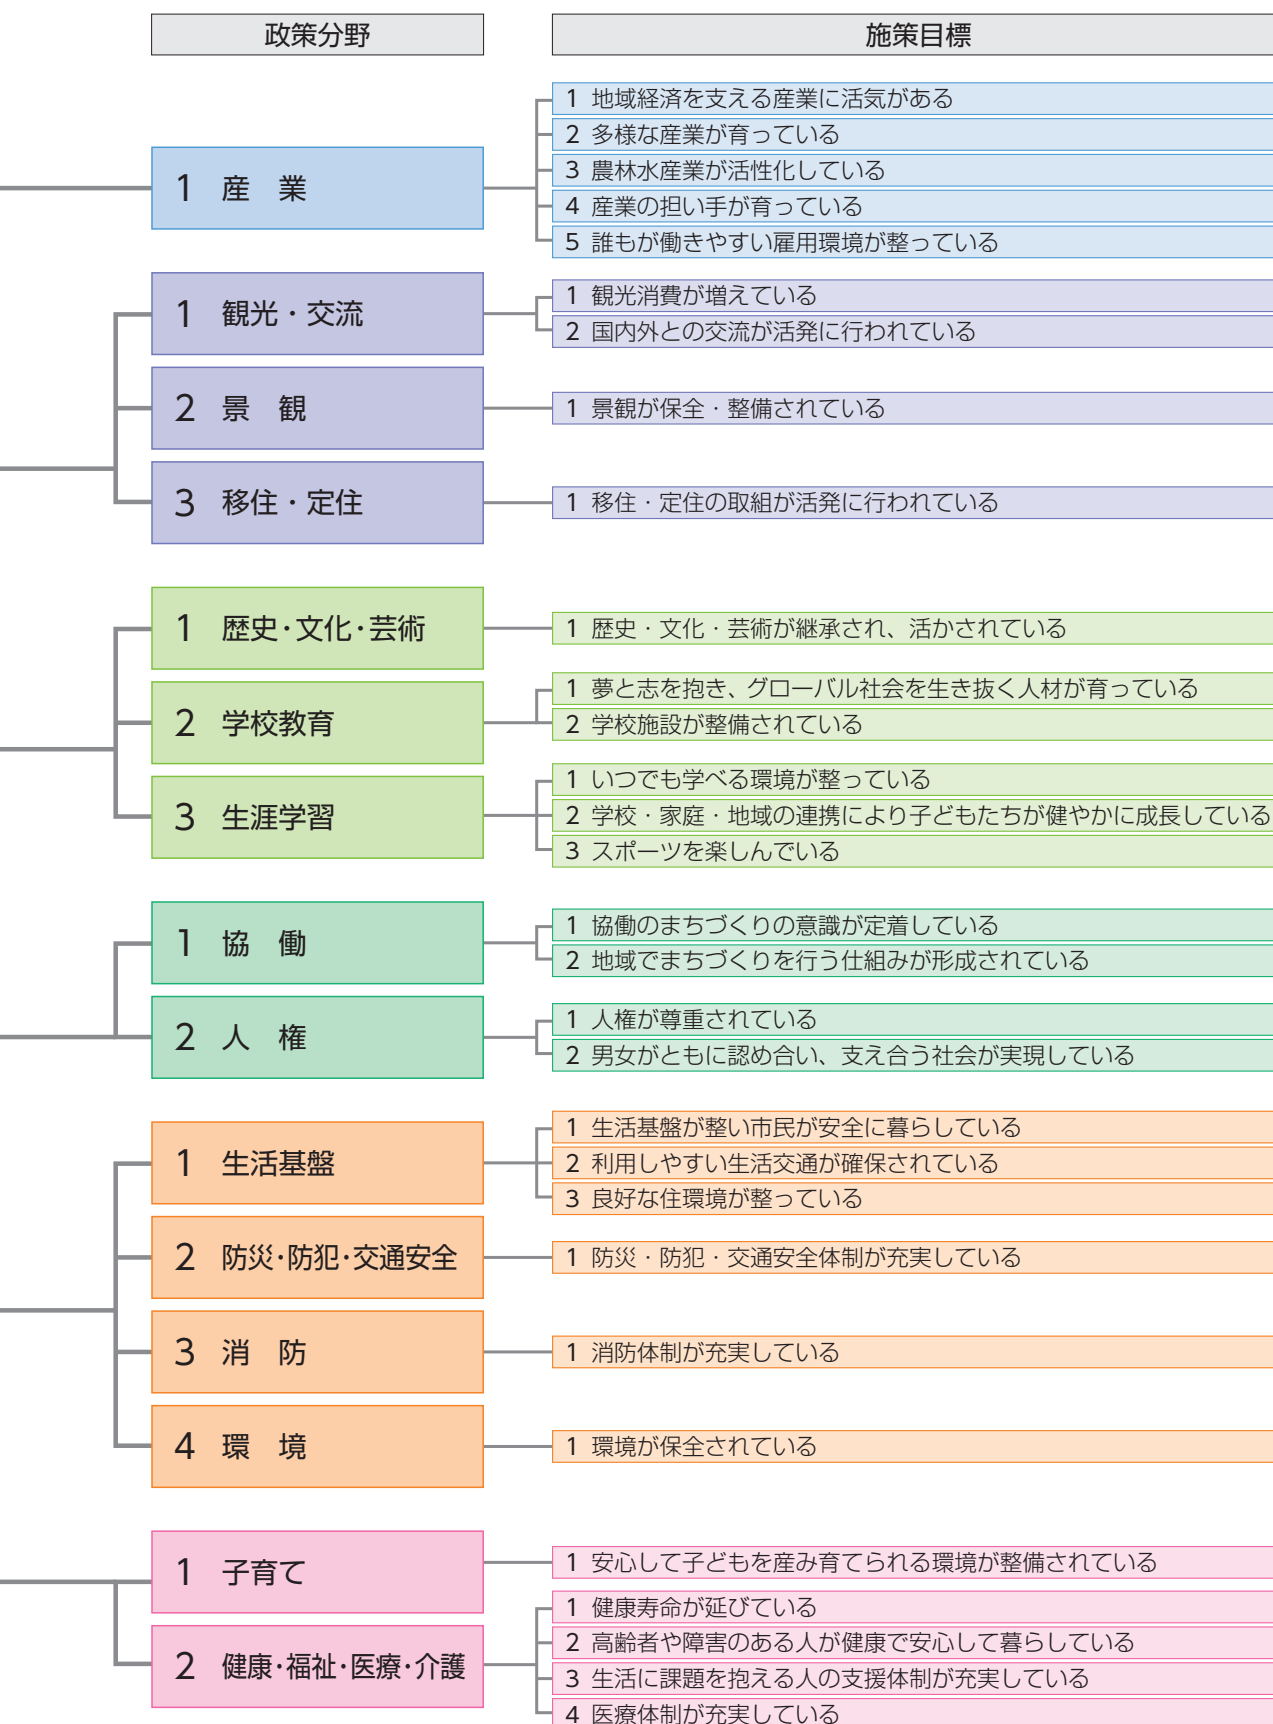 政策分野
施策目標
1 産　業
1 地域経済を支える産業に活気がある
2 多様な産業が育っている
3 農林水産業が活性化している
4 産業の担い手が育っている
5 誰もが働きやすい雇用環境が整っている
1 観光・交流
1 観光消費が増えている
2 国内外との交流が活発に行われている
2 景　観
1 景観が保全・整備されている
3 移住・定住
1 移住・定住の取組が活発に行われている
1 歴史・文化・芸術
1 歴史・文化・芸術が継承され、活かされている
2 学校教育
1 夢と志を抱き、グローバル社会を生き抜く人材が育っている
2 学校施設が整備されている
3 生涯学習
1 いつでも学べる環境が整っている
2 学校・家庭・地域の連携により子どもたちが健やかに成長している
3 スポーツを楽しんでいる
1 協　働
1 協働のまちづくりの意識が定着している
2 地域でまちづくりを行う仕組みが形成されている
2 人　権
1 人権が尊重されている
2 男女がともに認め合い、支え合う社会が実現している
1 生活基盤
1 生活基盤が整い市民が安全に暮らしている
2 利用しやすい生活交通が確保されている
3 良好な住環境が整っている
2 防災・防犯・交通安全
1 防災・防犯・交通安全体制が充実している
3 消　防
1 消防体制が充実している
4 環　境
1 環境が保全されている
1 子育て
1 安心して子どもを産み育てられる環境が整備されている
2 健康・福祉・医療・介護
1 健康寿命が延びている
2 高齢者や障害のある人が健康で安心して暮らしている
3 生活に課題を抱える人の支援体制が充実している
4 医療体制が充実している